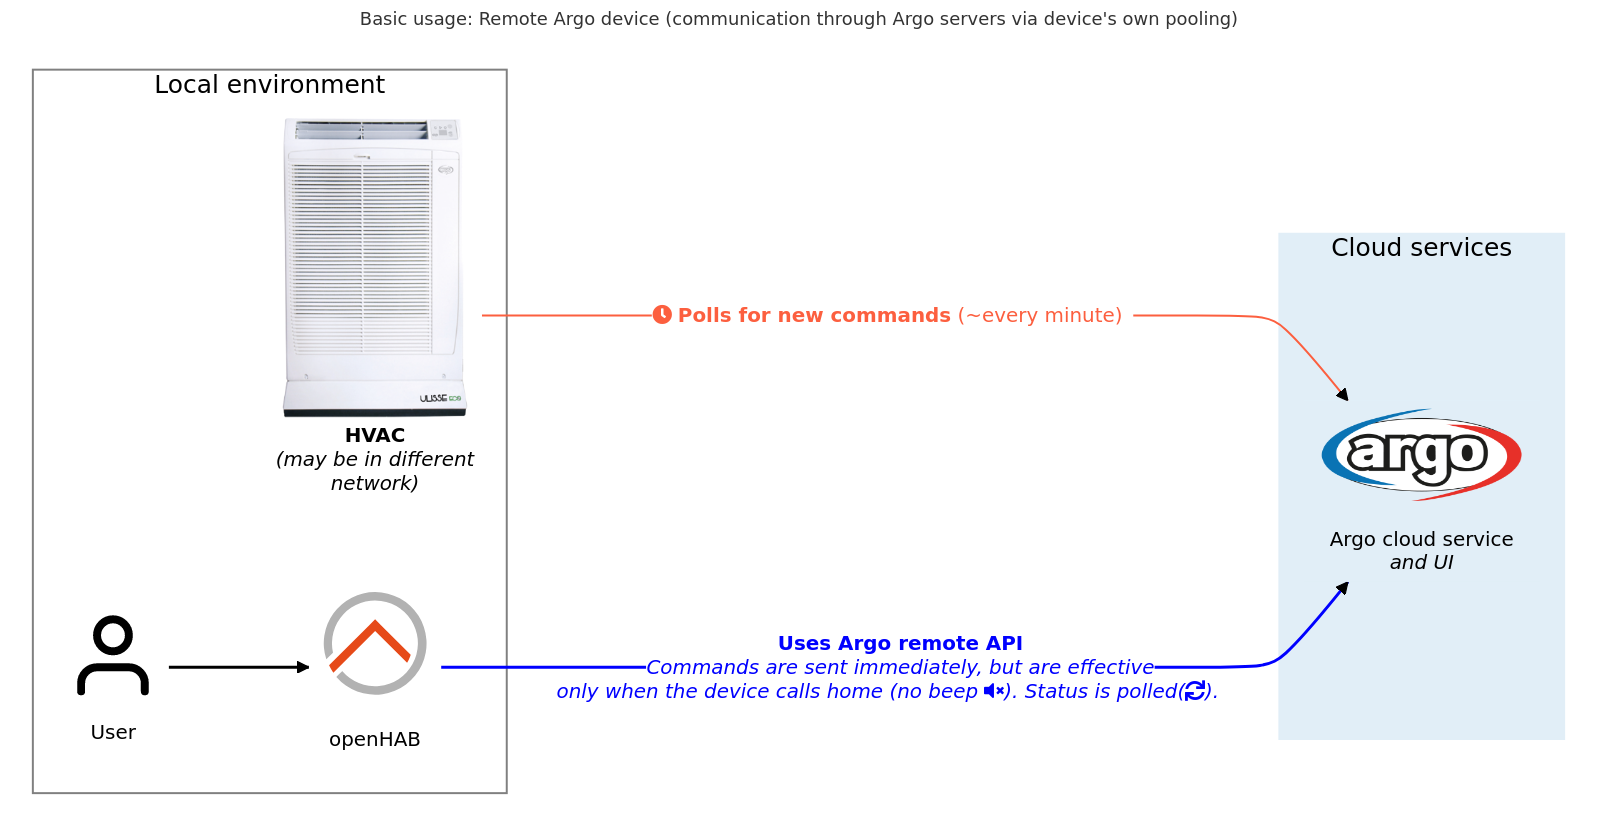 Basic usage: Remote Argo device (communication through Argo servers via device's own pooling)
Local environment
Cloud services
Polls for new commands (~every minute)
ULISSE
HVAC
(may be in different
network)
argo
Argo cloud service
and UI
Uses Argo remote API
Commands are sent immediately, but are effective
only when the device calls home (no beep ). Status is polled().
User
openHAB